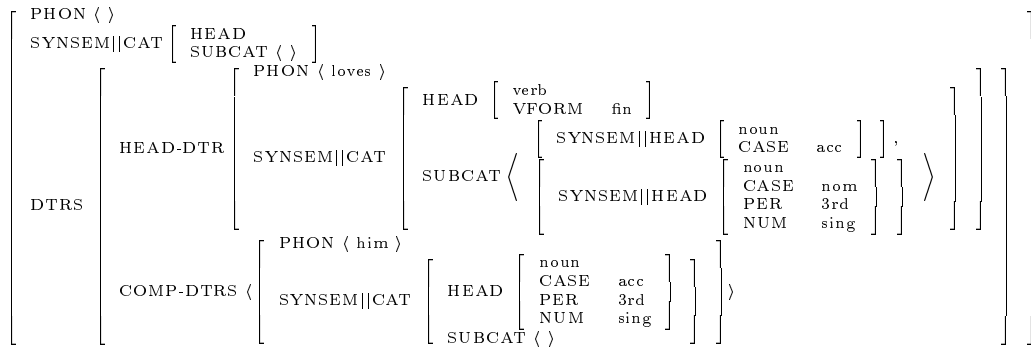 PHON ⟨ ⟩
SYNSEM||CAT [ HEAD
SUBCAT ⟨ ⟩ ]
PHON ⟨ loves ⟩
HEAD [ verb
VFORM fin ]
HEAD-DTR
SYNSEM||CAT
SYNSEM||HEAD [ noun
CASE acc ] ,
SUBCAT ⟨
SYNSEM||HEAD [ noun
CASE nom
PER 3rd
NUM sing ] ⟩
DTRS
PHON ⟨ him ⟩
COMP-DTRS ⟨
SYNSEM||CAT
HEAD [ noun
CASE acc
PER 3rd
NUM sing ]
SUBCAT ⟨ ⟩
⟩